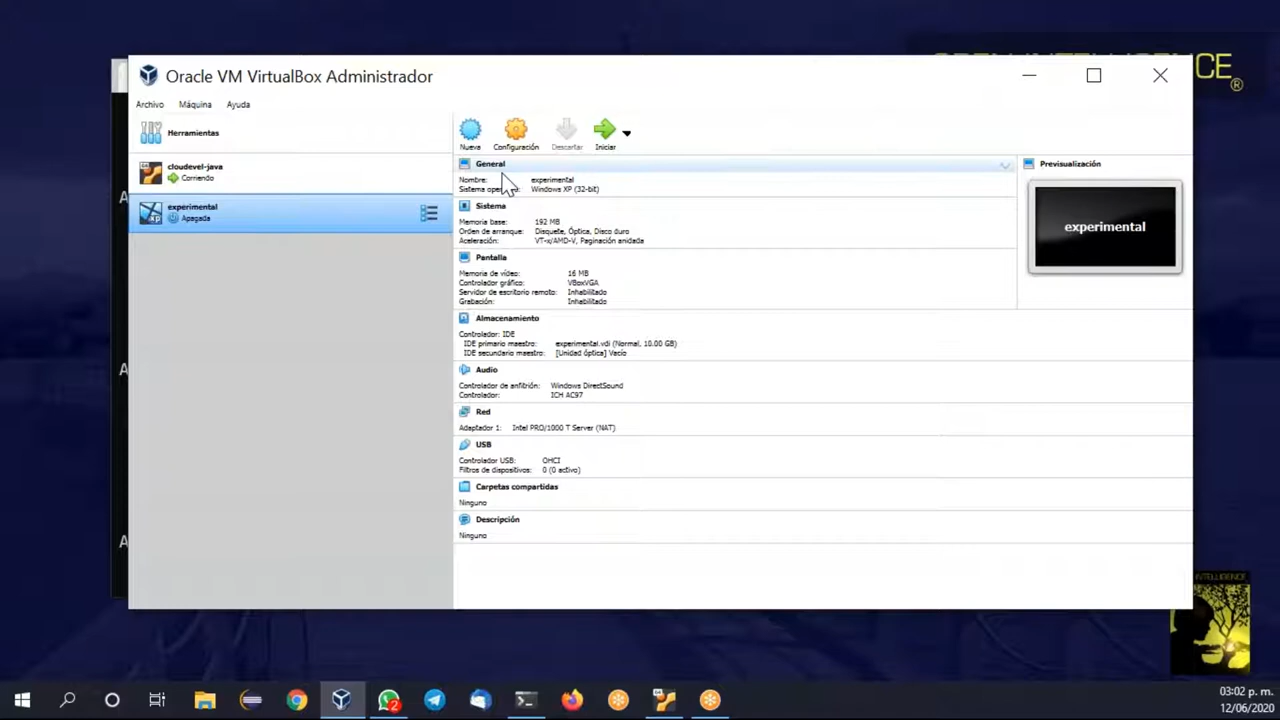 CE®
Oracle VM VirtualBox Administrador
Archivo Máquina Ayuda
Herramientas
Nueva Configuración Descartar Iniciar
cloudevel-java
Corriendo
experimental
Apagada
General
Nombre: experimental
Sistema Windows XP (32-bit)
Previsualización
experimental
Sistema
Memoria base: 192 MB
Orden de arranque: Disquete, Óptica, Disco duro
Aceleración: VT-x/AMD-V, Paginación anidada
Pantalla
Memoria de vídeo: 16 MB
Controlador gráfico: VBoxVGA
Servidor de escritorio remoto: Inhabilitado
Grabación: Inhabilitado
Almacenamiento
Controlador: IDE
IDE primario maestro: experimental.vdi (Normal, 10.00 GB)
IDE secundario maestro: [Unidad óptica] Vacío
Audio
Controlador de anfitrión: Windows DirectSound
Controlador: ICH AC97
Red
Adaptador 1: Intel PRO/1000 T Server (NAT)
USB
Controlador USB: OHCI
Filtros de dispositivos: 0 (0 activo)
Carpetas compartidas
Ninguno
Descripción
Ninguno
A
A
A
INTELLIGENCE
2
03:02 p. m.
12/06/2020